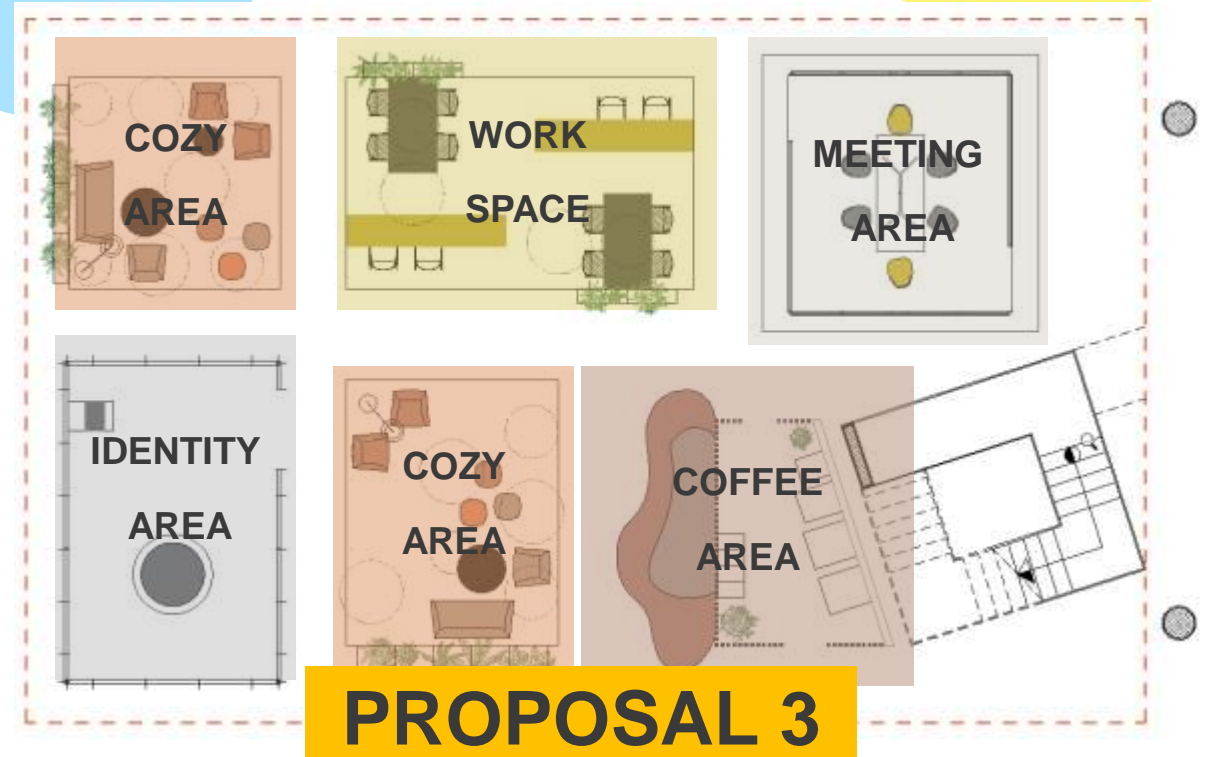 COZY
AREA
WORK
SPACE
MEETING
AREA
IDENTITY
AREA
COZY
AREA
COFFEE
AREA
PROPOSAL 3